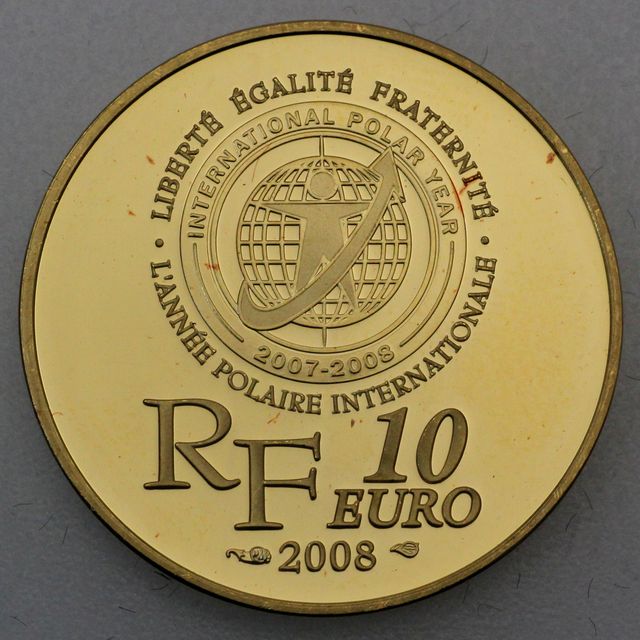 · LIBERTÉ ÉGALITÉ FRATERNITÉ ·
INTERNATIONAL POLAR YEAR
2007-2008
L'ANNÉE POLAIRE INTERNATIONALE
RF 10
EURO
2008